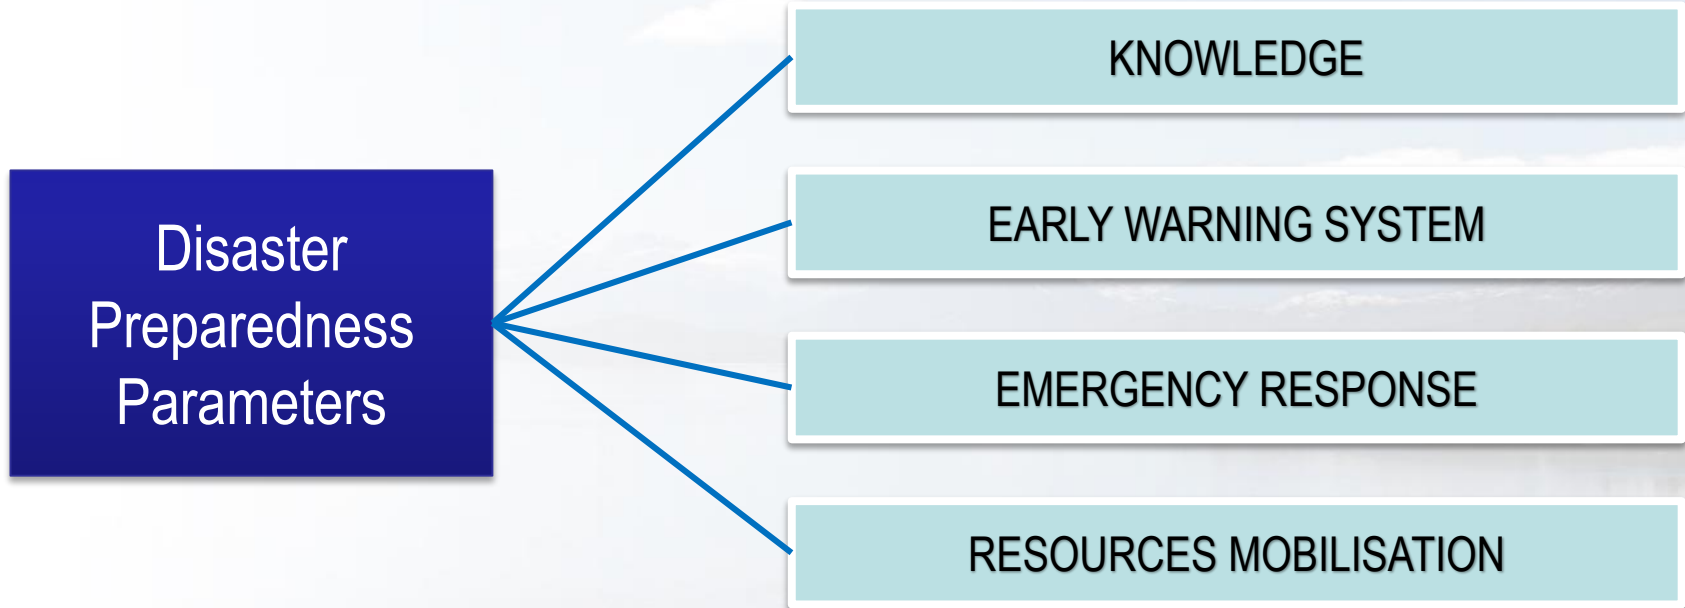 Disaster
Preparedness
Parameters
KNOWLEDGE
EARLY WARNING SYSTEM
EMERGENCY RESPONSE
RESOURCES MOBILISATION